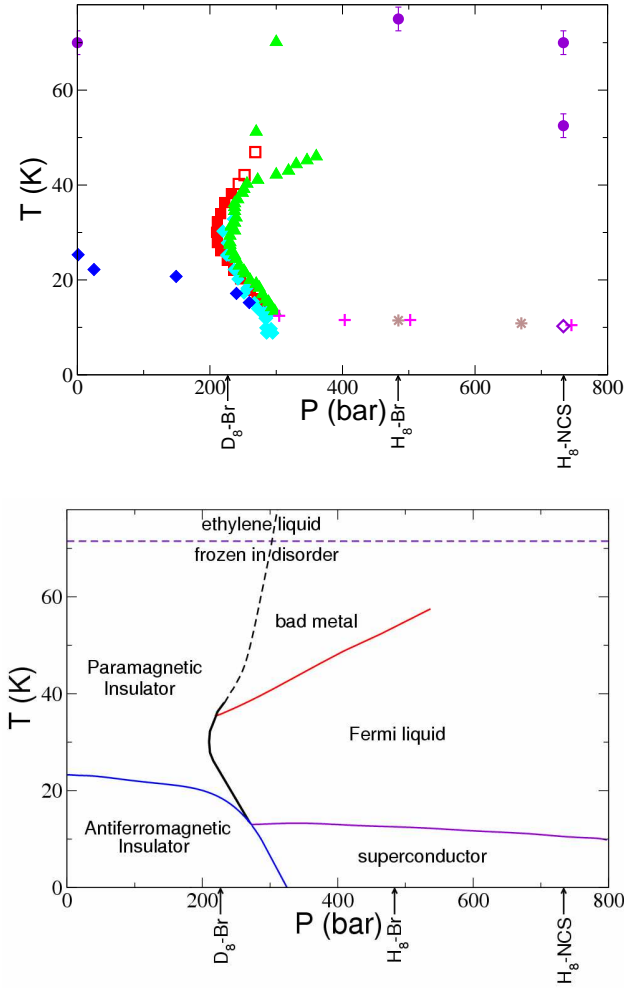 60
40
20
0
T (K)
0
200
400
600
800
P (bar)
D8-Br
H8-Br
H8-NCS
ethylene liquid
frozen in disorder
bad metal
Paramagnetic
Insulator
Fermi liquid
Antiferromagnetic
Insulator
superconductor
60
40
20
0
T (K)
0
200
400
600
800
P (bar)
D8-Br
H8-Br
H8-NCS